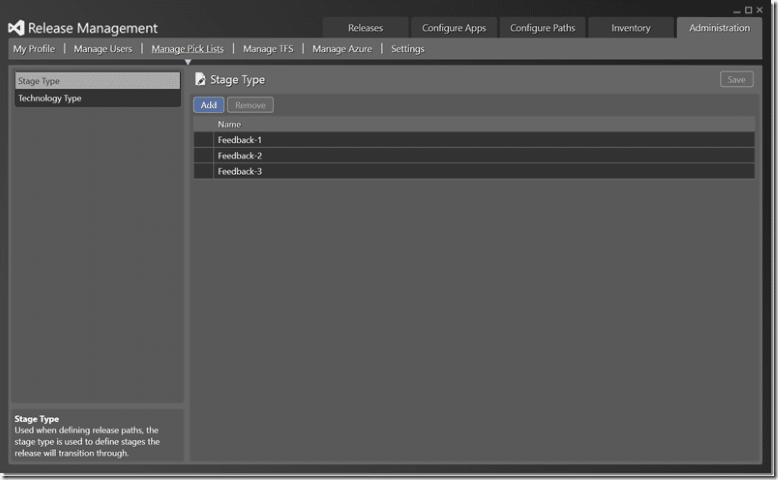 Release Management
Releases
Configure Apps
Configure Paths
Inventory
Administration
My Profile | Manage Users | Manage Pick Lists | Manage TFS | Manage Azure | Settings
Stage Type
Technology Type
Stage Type
Save
Add
Remove
Name
Feedback-1
Feedback-2
Feedback-3
Stage Type
Used when defining release paths, the
stage type is used to define stages the
release will transition through.